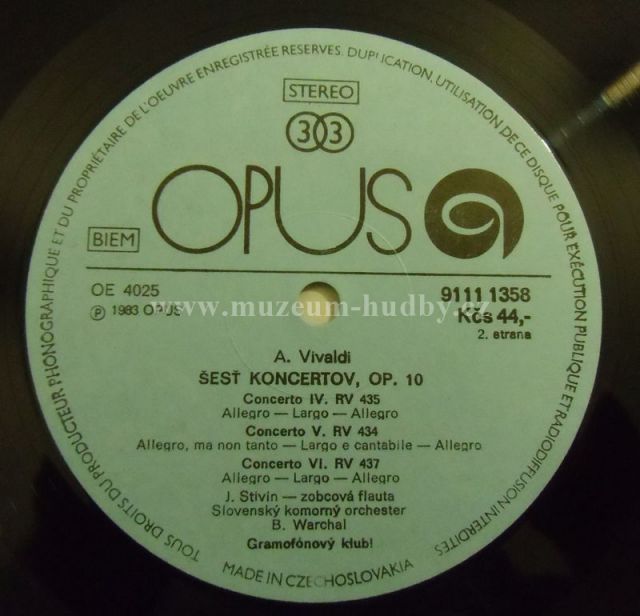 TOUS DROITS DU PRODUCTEUR PHONOGRAPHIQUE ET DU PROPRIÉTAIRE DE L'OEUVRE ENREGISTRÉE RESERVES. DUPLICATION, UTILISATION DE CE DISQUE POUR EXÉCUTION PUBLIQUE ET RADIODIFFUSION INTERDITES
STEREO
33
OPUS
BIEM
OE 4025
9111 1358
℗ 1983 OPUS
Kčs 44,-
www.muzeum-hudby.cz
2. strana
A. Vivaldi
ŠESŤ KONCERTOV, OP. 10
Concerto IV. RV 435
Allegro — Largo — Allegro
Concerto V. RV 434
Allegro, ma non tanto — Largo e cantabile — Allegro
Concerto VI. RV 437
Allegro — Largo — Allegro
J. Stivín — zobcová flauta
Slovenský komorný orchester
B. Warchal
Gramofónový klub!
MADE IN CZECHOSLOVAKIA